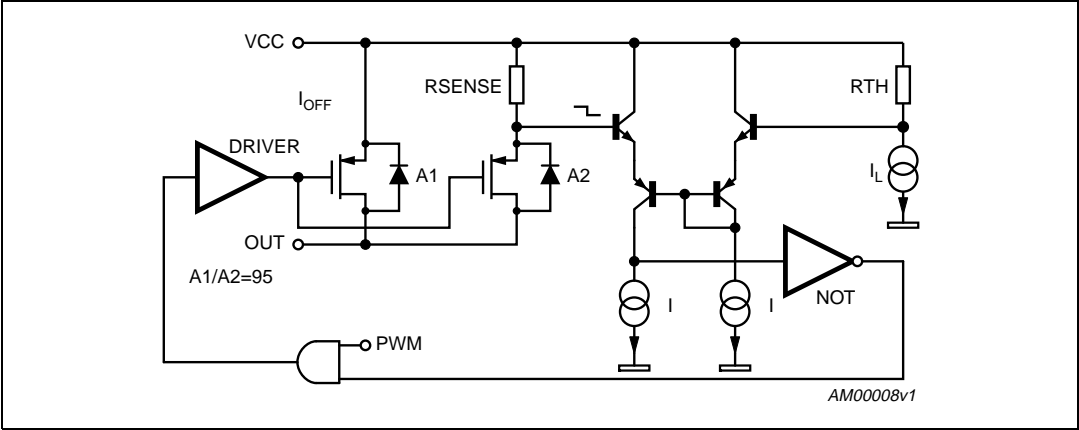 VCC
RSENSE
RTH
IOFF
DRIVER
A1
A2
IL
OUT
A1/A2=95
I
I
NOT
PWM
AM00008v1